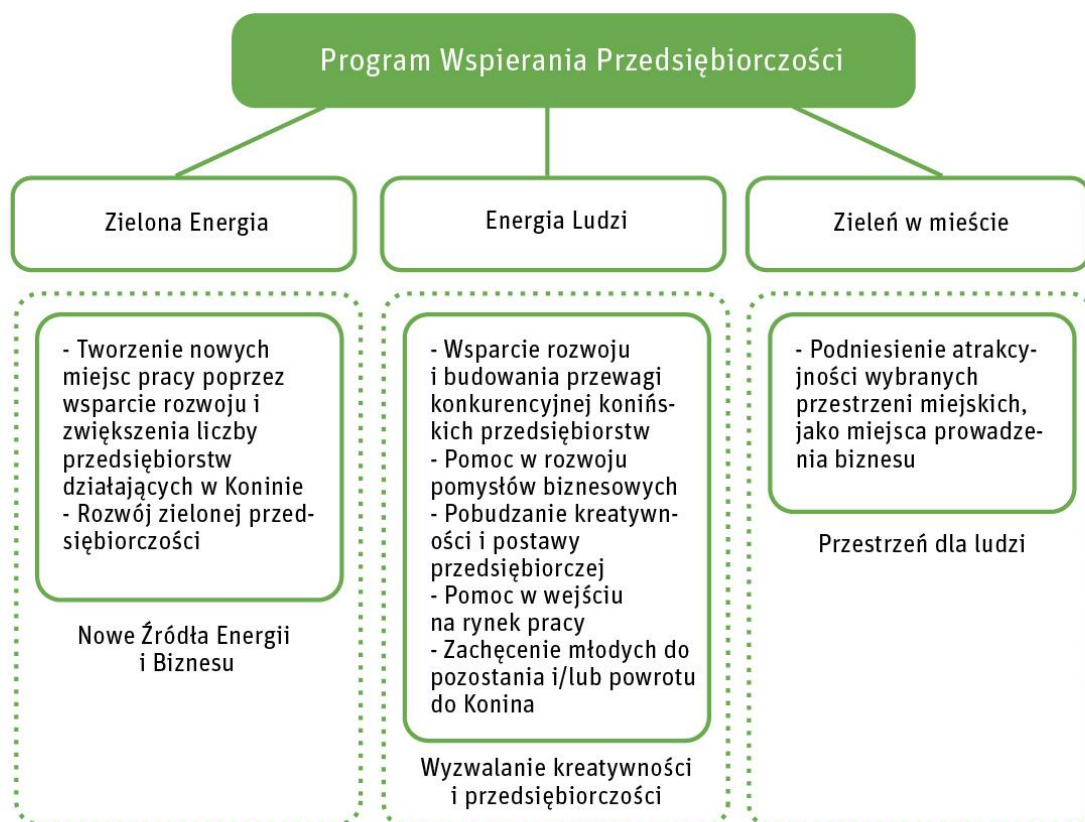 Program Wspierania Przedsiębiorczości
Zielona Energia
Energia Ludzi
Zieleń w mieście
- Tworzenie nowych
miejsc pracy poprzez
wsparcie rozwoju i
zwiększenia liczby
przedsiębiorstw
działających w Koninie
- Rozwój zielonej przed-
siębiorczości
Nowe Źródła Energii
i Biznesu
- Wsparcie rozwoju
i budowania przewagi
konkurencyjnej konińs-
kich przedsiębiorstw
- Pomoc w rozwoju
pomysłów biznesowych
- Pobudzanie kreatywn-
ości i postawy
przedsiębiorczej
- Pomoc w wejściu
na rynek pracy
- Zachęcenie młodych do
pozostania i/lub powrotu
do Konina
Wyzwalanie kreatywności
i przedsiębiorczości
- Podniesienie atrakcy-
jności wybranych
przestrzeni miejskich,
jako miejsca prowadze-
nia biznesu
Przestrzeń dla ludzi